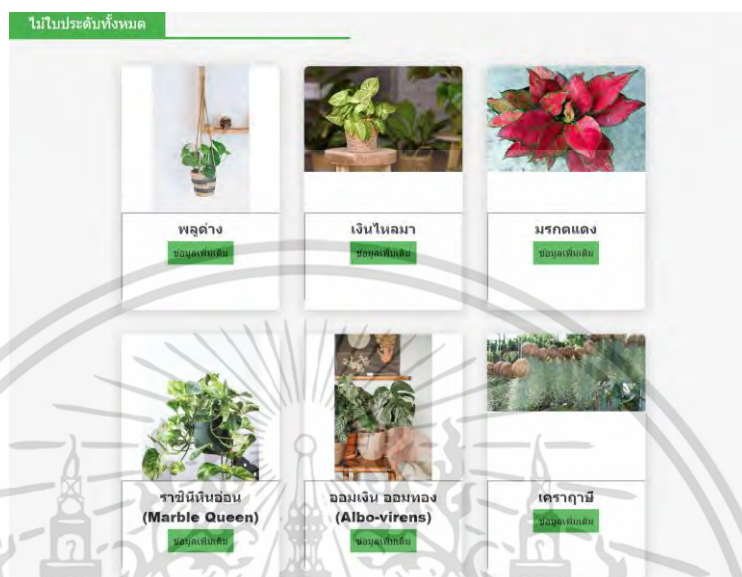 ไม้ใบประดับทั้งหมด
พลูด่าง
เงินไหลมา
มรกตแดง
ข้อมูลเพิ่มเติม
ข้อมูลเพิ่มเติม
ข้อมูลเพิ่มเติม
ราชินีหินอ่อน
(Marble Queen)
ออมเงิน ออมทอง
(Albo-virens)
เคราฤาษี
ข้อมูลเพิ่มเติม
ข้อมูลเพิ่มเติม
ข้อมูลเพิ่มเติม